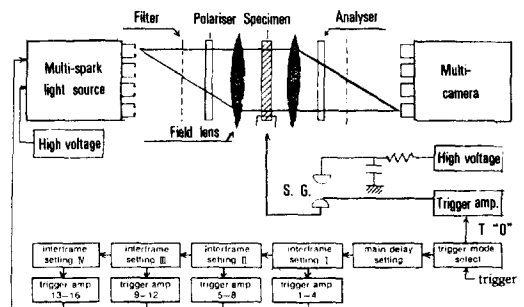 Filter
Polariser
Specimen
Analyser
Multi-spark
light source
Multi-
camera
Field lens
High voltage
High voltage
S. G.
Trigger amp.
T "0"
interframe
setting IV
interframe
setting III
interframe
setting II
interframe
setting I
main delay
setting
trigger mode
select
trigger
trigger amp
13-16
trigger amp
9-12
trigger amp
5-8
trigger amp
1-4